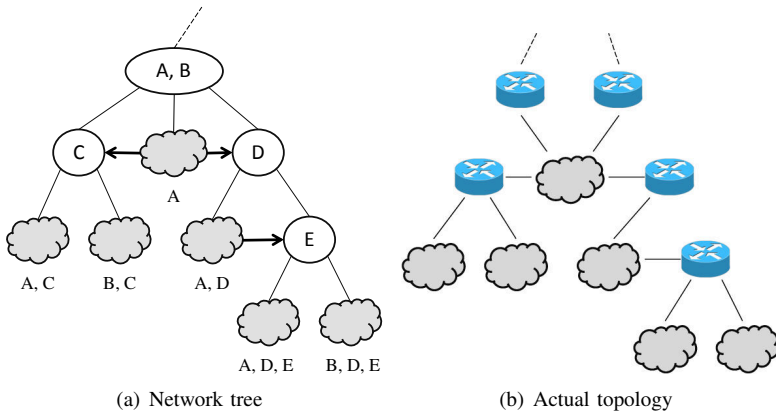 A, B
C
D
A
E
A, C
B, C
A, D
A, D, E
B, D, E
(a) Network tree
(b) Actual topology